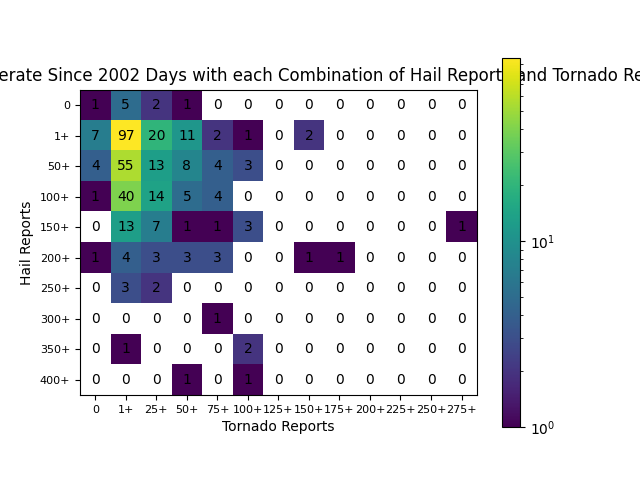 erate Since 2002 Days with each Combination of Hail Reports and Tornado Re
0 1 5 2 1 0 0 0 0 0 0 0 0 0
1+ 7 97 20 11 2 1 0 2 0 0 0 0 0
50+ 4 55 13 8 4 3 0 0 0 0 0 0 0
100+ 1 40 14 5 4 0 0 0 0 0 0 0 0
150+ 0 13 7 1 1 3 0 0 0 0 0 0 1
200+ 1 4 3 3 3 0 0 1 1 0 0 0 0
250+ 0 3 2 0 0 0 0 0 0 0 0 0 0
300+ 0 0 0 0 1 0 0 0 0 0 0 0 0
350+ 0 1 0 0 0 2 0 0 0 0 0 0 0
400+ 0 0 0 1 0 1 0 0 0 0 0 0 0
0 1+ 25+ 50+ 75+ 100+ 125+ 150+ 175+ 200+ 225+ 250+ 275+
Tornado Reports
Hail Reports
10¹
10⁰